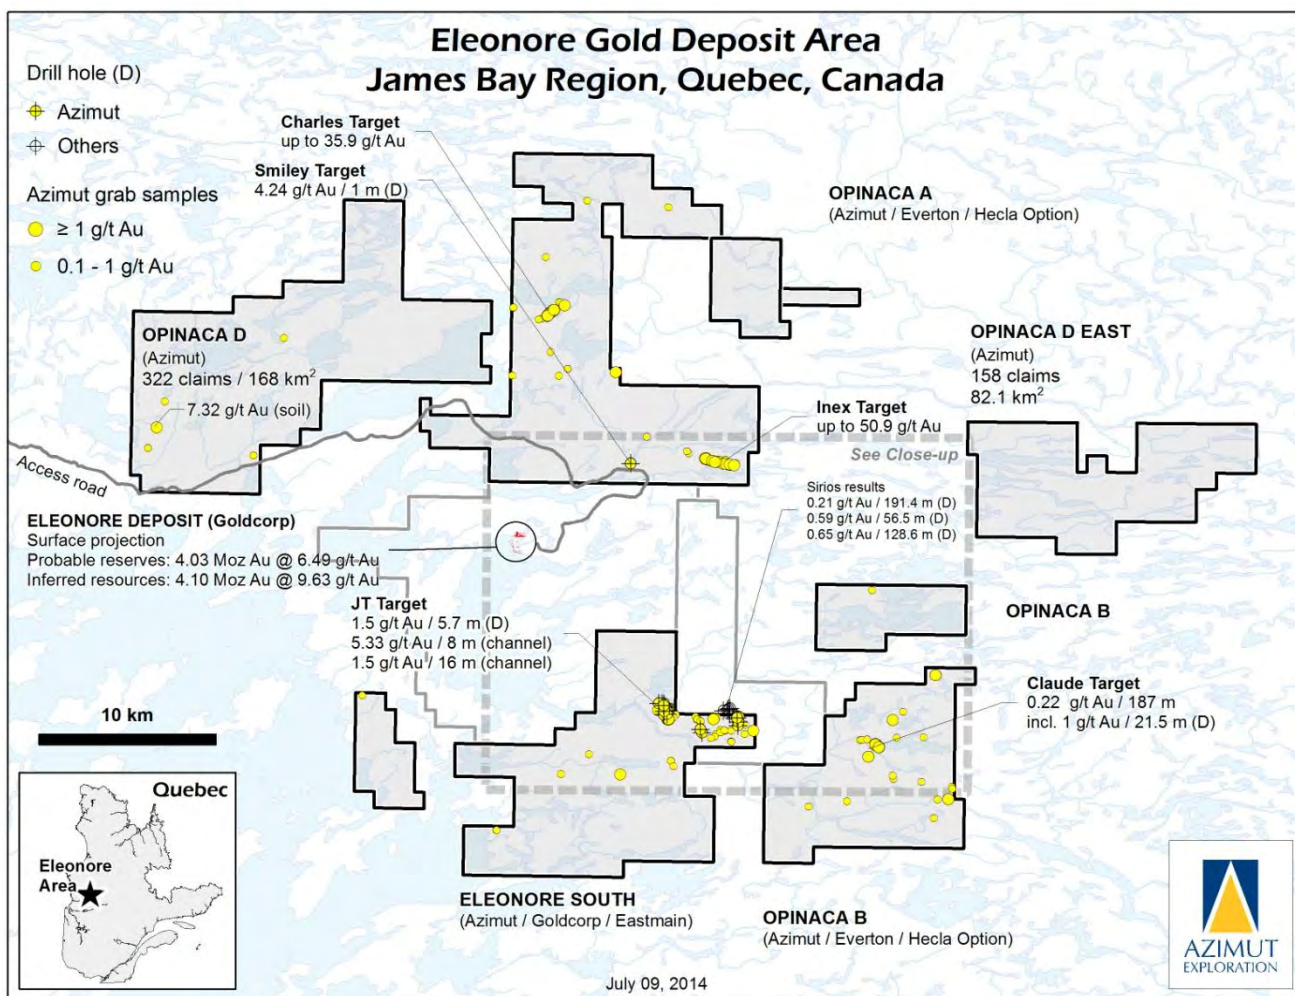 Eleonore Gold Deposit Area
James Bay Region, Quebec, Canada
Drill hole (D)
Azimut
Others
Azimut grab samples
≥ 1 g/t Au
0.1 - 1 g/t Au
Charles Target
up to 35.9 g/t Au
Smiley Target
4.24 g/t Au / 1 m (D)
OPINACA A
(Azimut / Everton / Hecla Option)
OPINACA D
(Azimut)
322 claims / 168 km²
7.32 g/t Au (soil)
OPINACA D EAST
(Azimut)
158 claims
82.1 km²
Inex Target
up to 50.9 g/t Au
See Close-up
Access road
Sirios results
0.21 g/t Au / 191.4 m (D)
0.59 g/t Au / 56.5 m (D)
0.65 g/t Au / 128.6 m (D)
ELEONORE DEPOSIT (Goldcorp)
Surface projection
Probable reserves: 4.03 Moz Au @ 6.49 g/t Au
Inferred resources: 4.10 Moz Au @ 9.63 g/t Au
JT Target
1.5 g/t Au / 5.7 m (D)
5.33 g/t Au / 8 m (channel)
1.5 g/t Au / 16 m (channel)
OPINACA B
Claude Target
0.22 g/t Au / 187 m
incl. 1 g/t Au / 21.5 m (D)
10 km
Quebec
Eleonore
Area
ELEONORE SOUTH
(Azimut / Goldcorp / Eastmain)
OPINACA B
(Azimut / Everton / Hecla Option)
AZIMUT
EXPLORATION
July 09, 2014